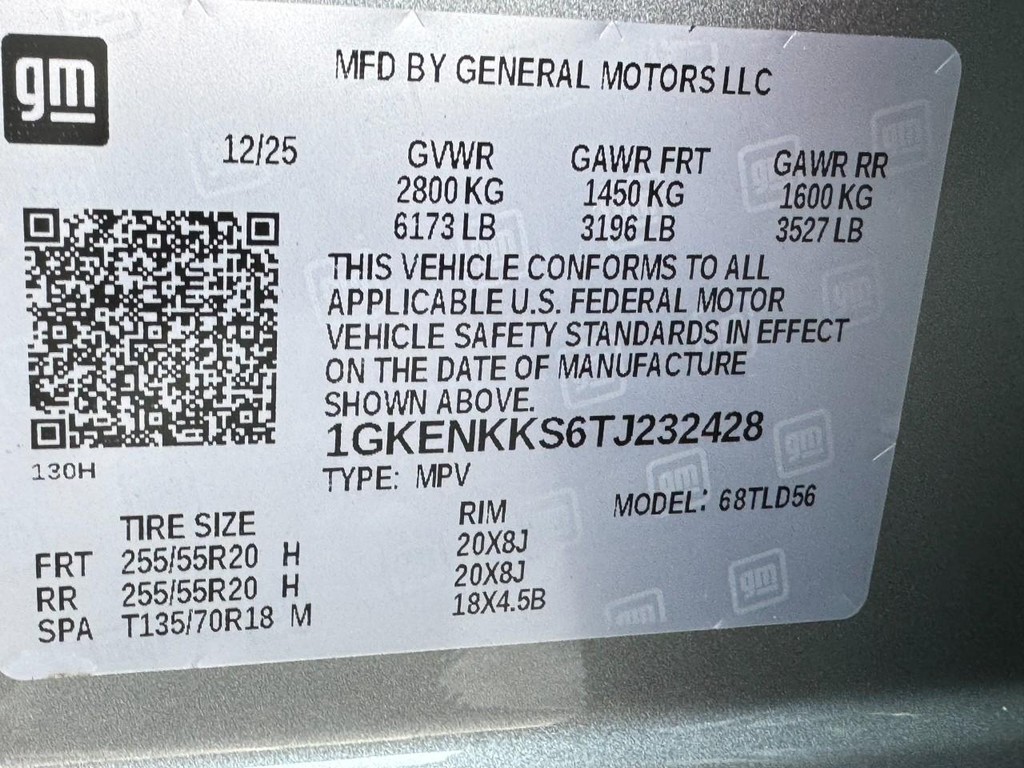 gm
MFD BY GENERAL MOTORS LLC
12/25
GVWR GAWR FRT GAWR RR
2800 KG 1450 KG 1600 KG
6173 LB 3196 LB 3527 LB
THIS VEHICLE CONFORMS TO ALL
APPLICABLE U.S. FEDERAL MOTOR
VEHICLE SAFETY STANDARDS IN EFFECT
ON THE DATE OF MANUFACTURE
SHOWN ABOVE.
1GKENKKS6TJ232428
130H
TYPE: MPV
MODEL: 68TLD56
TIRE SIZE RIM
FRT 255/55R20 H 20X8J
RR 255/55R20 H 20X8J
SPA T135/70R18 M 18X4.5B